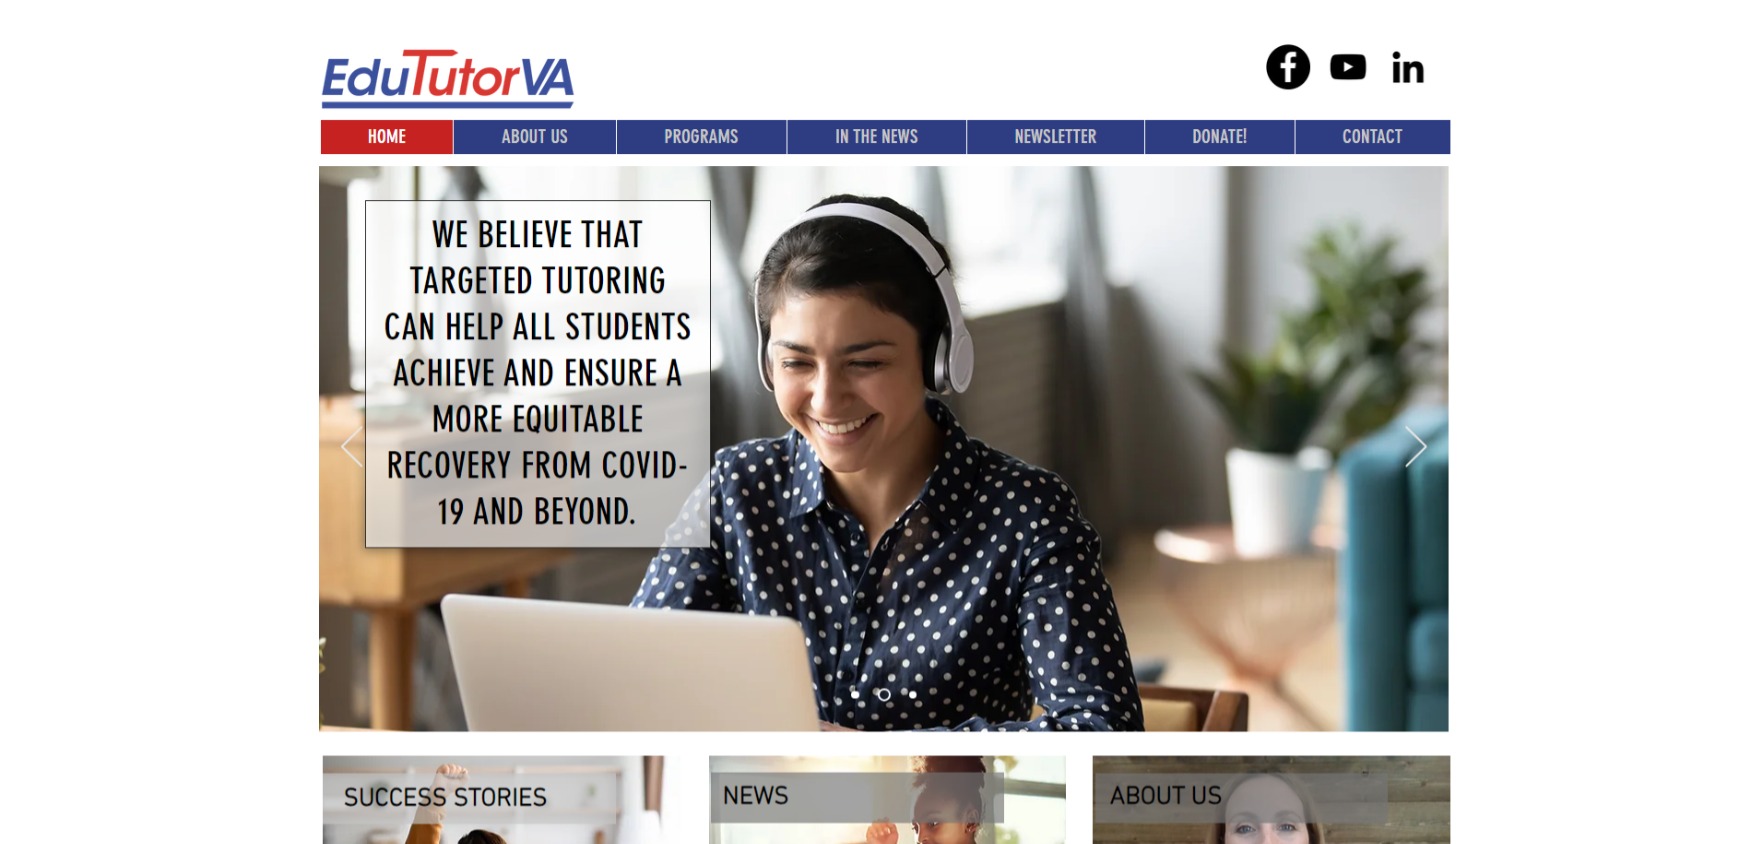 EduTutorVA
HOME
ABOUT US
PROGRAMS
IN THE NEWS
NEWSLETTER
DONATE!
CONTACT
WE BELIEVE THAT
TARGETED TUTORING
CAN HELP ALL STUDENTS
ACHIEVE AND ENSURE A
MORE EQUITABLE
RECOVERY FROM COVID-
19 AND BEYOND.
SUCCESS STORIES
NEWS
ABOUT US